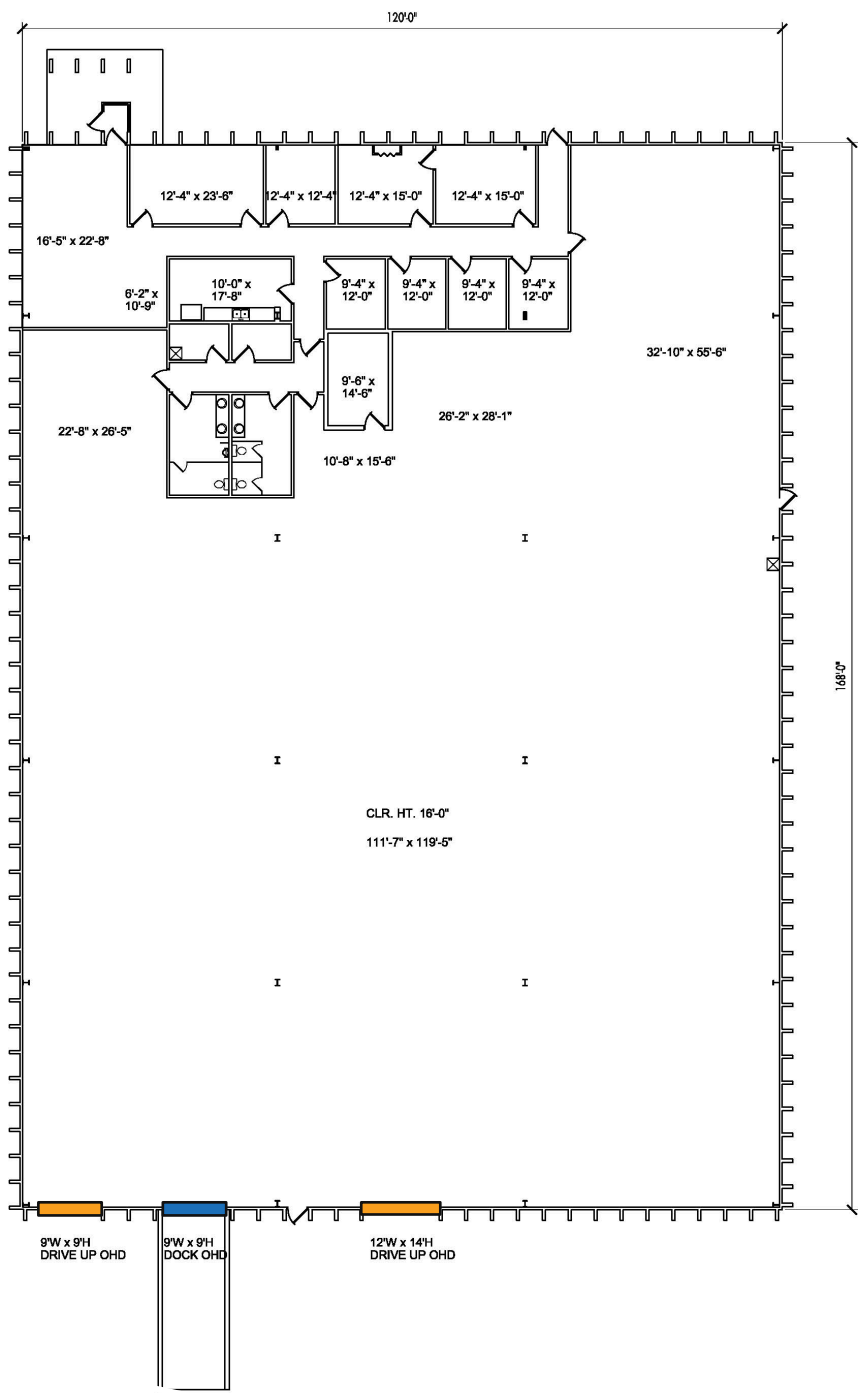 120'-0"
12'-4" x 23'-6"
12'-4" x 12'-4"
12'-4" x 15'-0"
12'-4" x 15'-0"
16'-5" x 22'-8"
6'-2" x
10'-9"
10'-0" x
17'-8"
9'-4" x
12'-0"
9'-4" x
12'-0"
9'-4" x
12'-0"
9'-4" x
12'-0"
32'-10" x 55'-6"
9'-6" x
14'-6"
26'-2" x 28'-1"
22'-8" x 26'-5"
10'-8" x 15'-6"
168'-0"
CLR. HT. 16'-0"
111'-7" x 119'-5"
9'W x 9'H
DRIVE UP OHD
9'W x 9'H
DOCK OHD
12'W x 14'H
DRIVE UP OHD